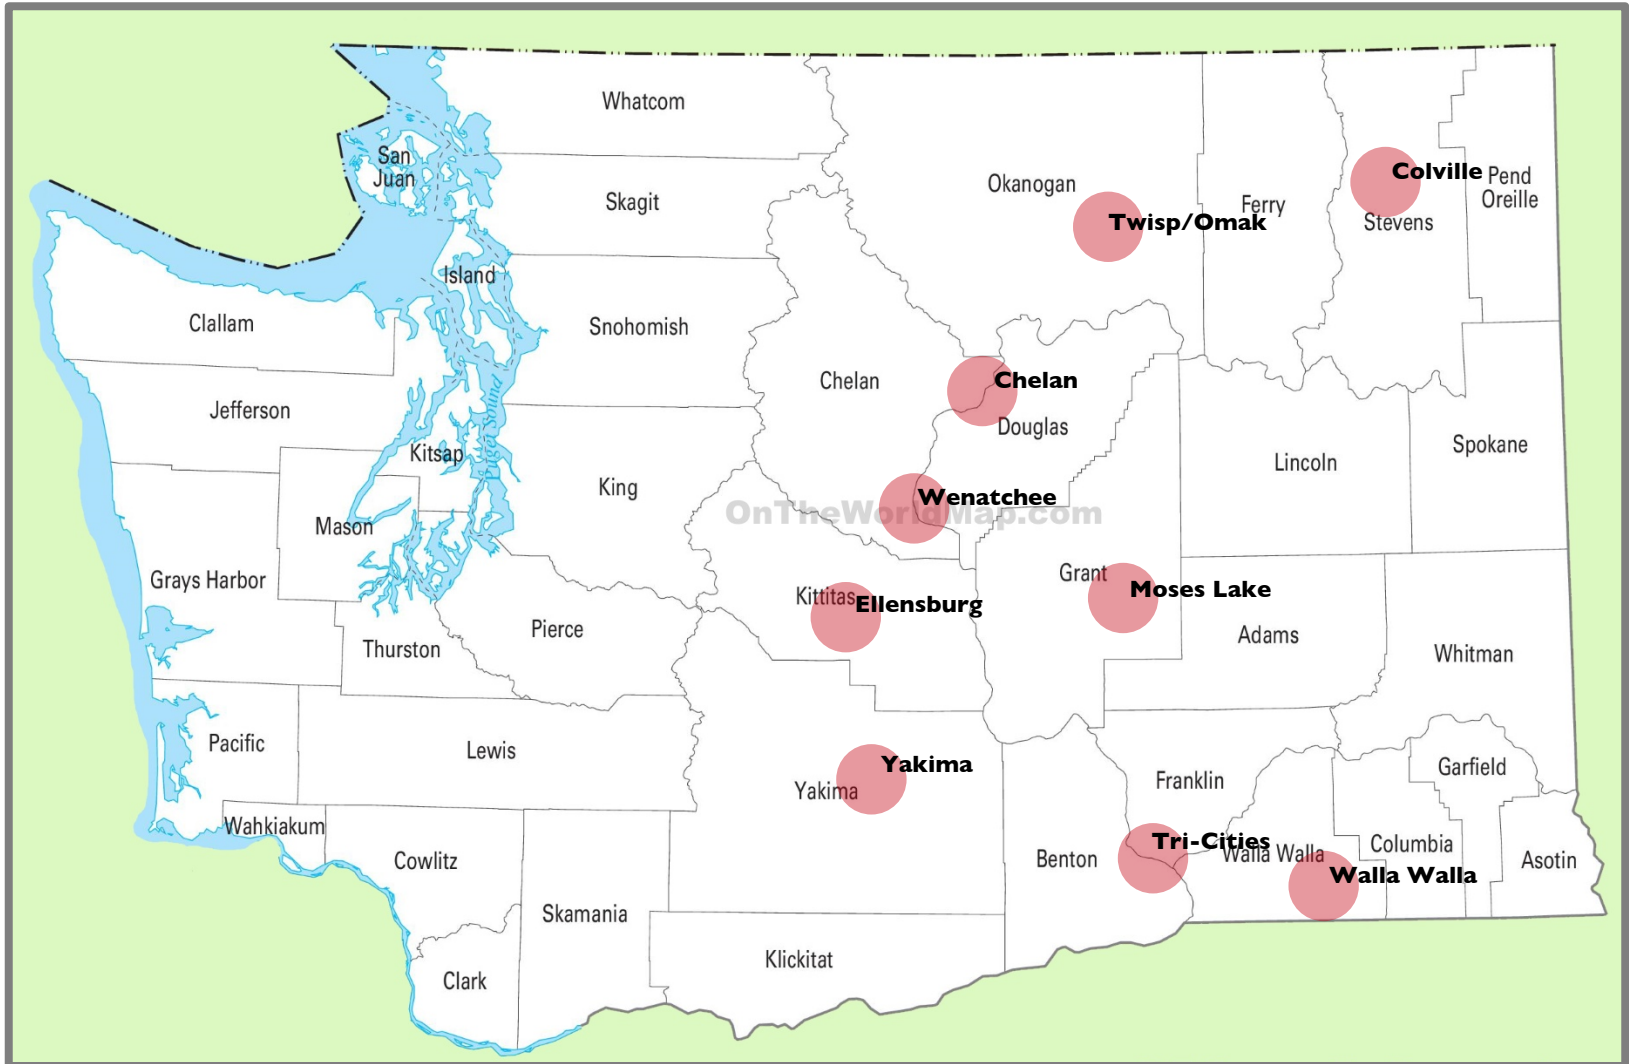 Whatcom
San
Juan
Skagit
Okanogan
Ferry
Colville
Stevens
Pend
Oreille
Twisp/Omak
Island
Clallam
Snohomish
Chelan
Chelan
Jefferson
Douglas
Kitsap
Puget Sound
King
Lincoln
Spokane
Wenatchee
OnTheWorldMap.com
Mason
Grays Harbor
Kittitas
Ellensburg
Grant
Moses Lake
Pierce
Thurston
Adams
Whitman
Pacific
Lewis
Yakima
Yakima
Franklin
Garfield
Wahkiakum
Cowlitz
Tri-Cities
Benton
Walla Walla
Columbia
Asotin
Walla Walla
Skamania
Klickitat
Clark